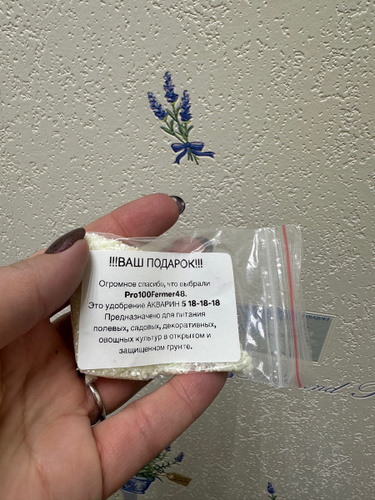 !!!ВАШ ПОДАРОК!!!
Огромное спасибо, что выбрали
Pro100Fermer48.
Это удобрение АКВАРИН 5 18-18-18
Предназначено для питания
полевых, садовых, декоративных,
овощных культур в открытом и
защищенном грунте.
and